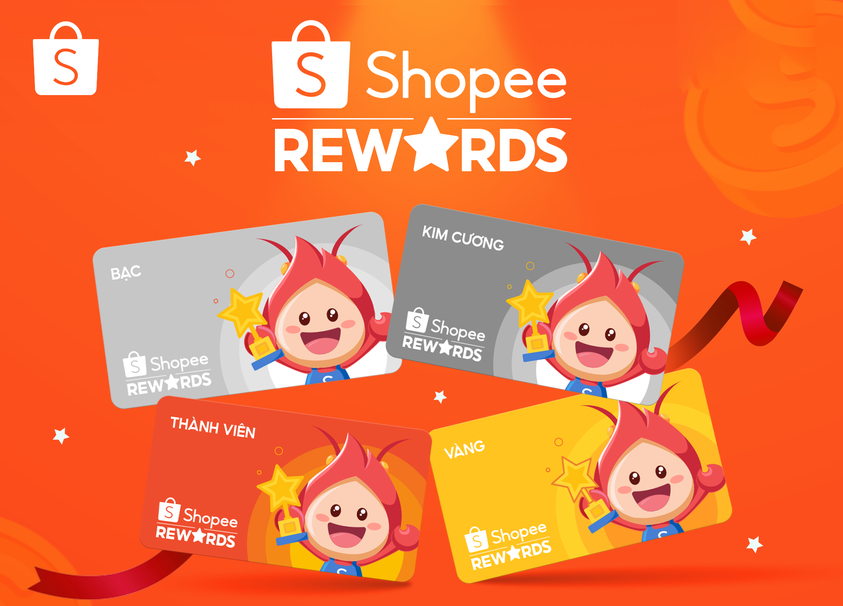 S
S Shopee
REWARDS
BẠC
S Shopee
REWARDS
KIM CƯƠNG
S Shopee
REWARDS
THÀNH VIÊN
S Shopee
REWARDS
VÀNG
S Shopee
REWARDS